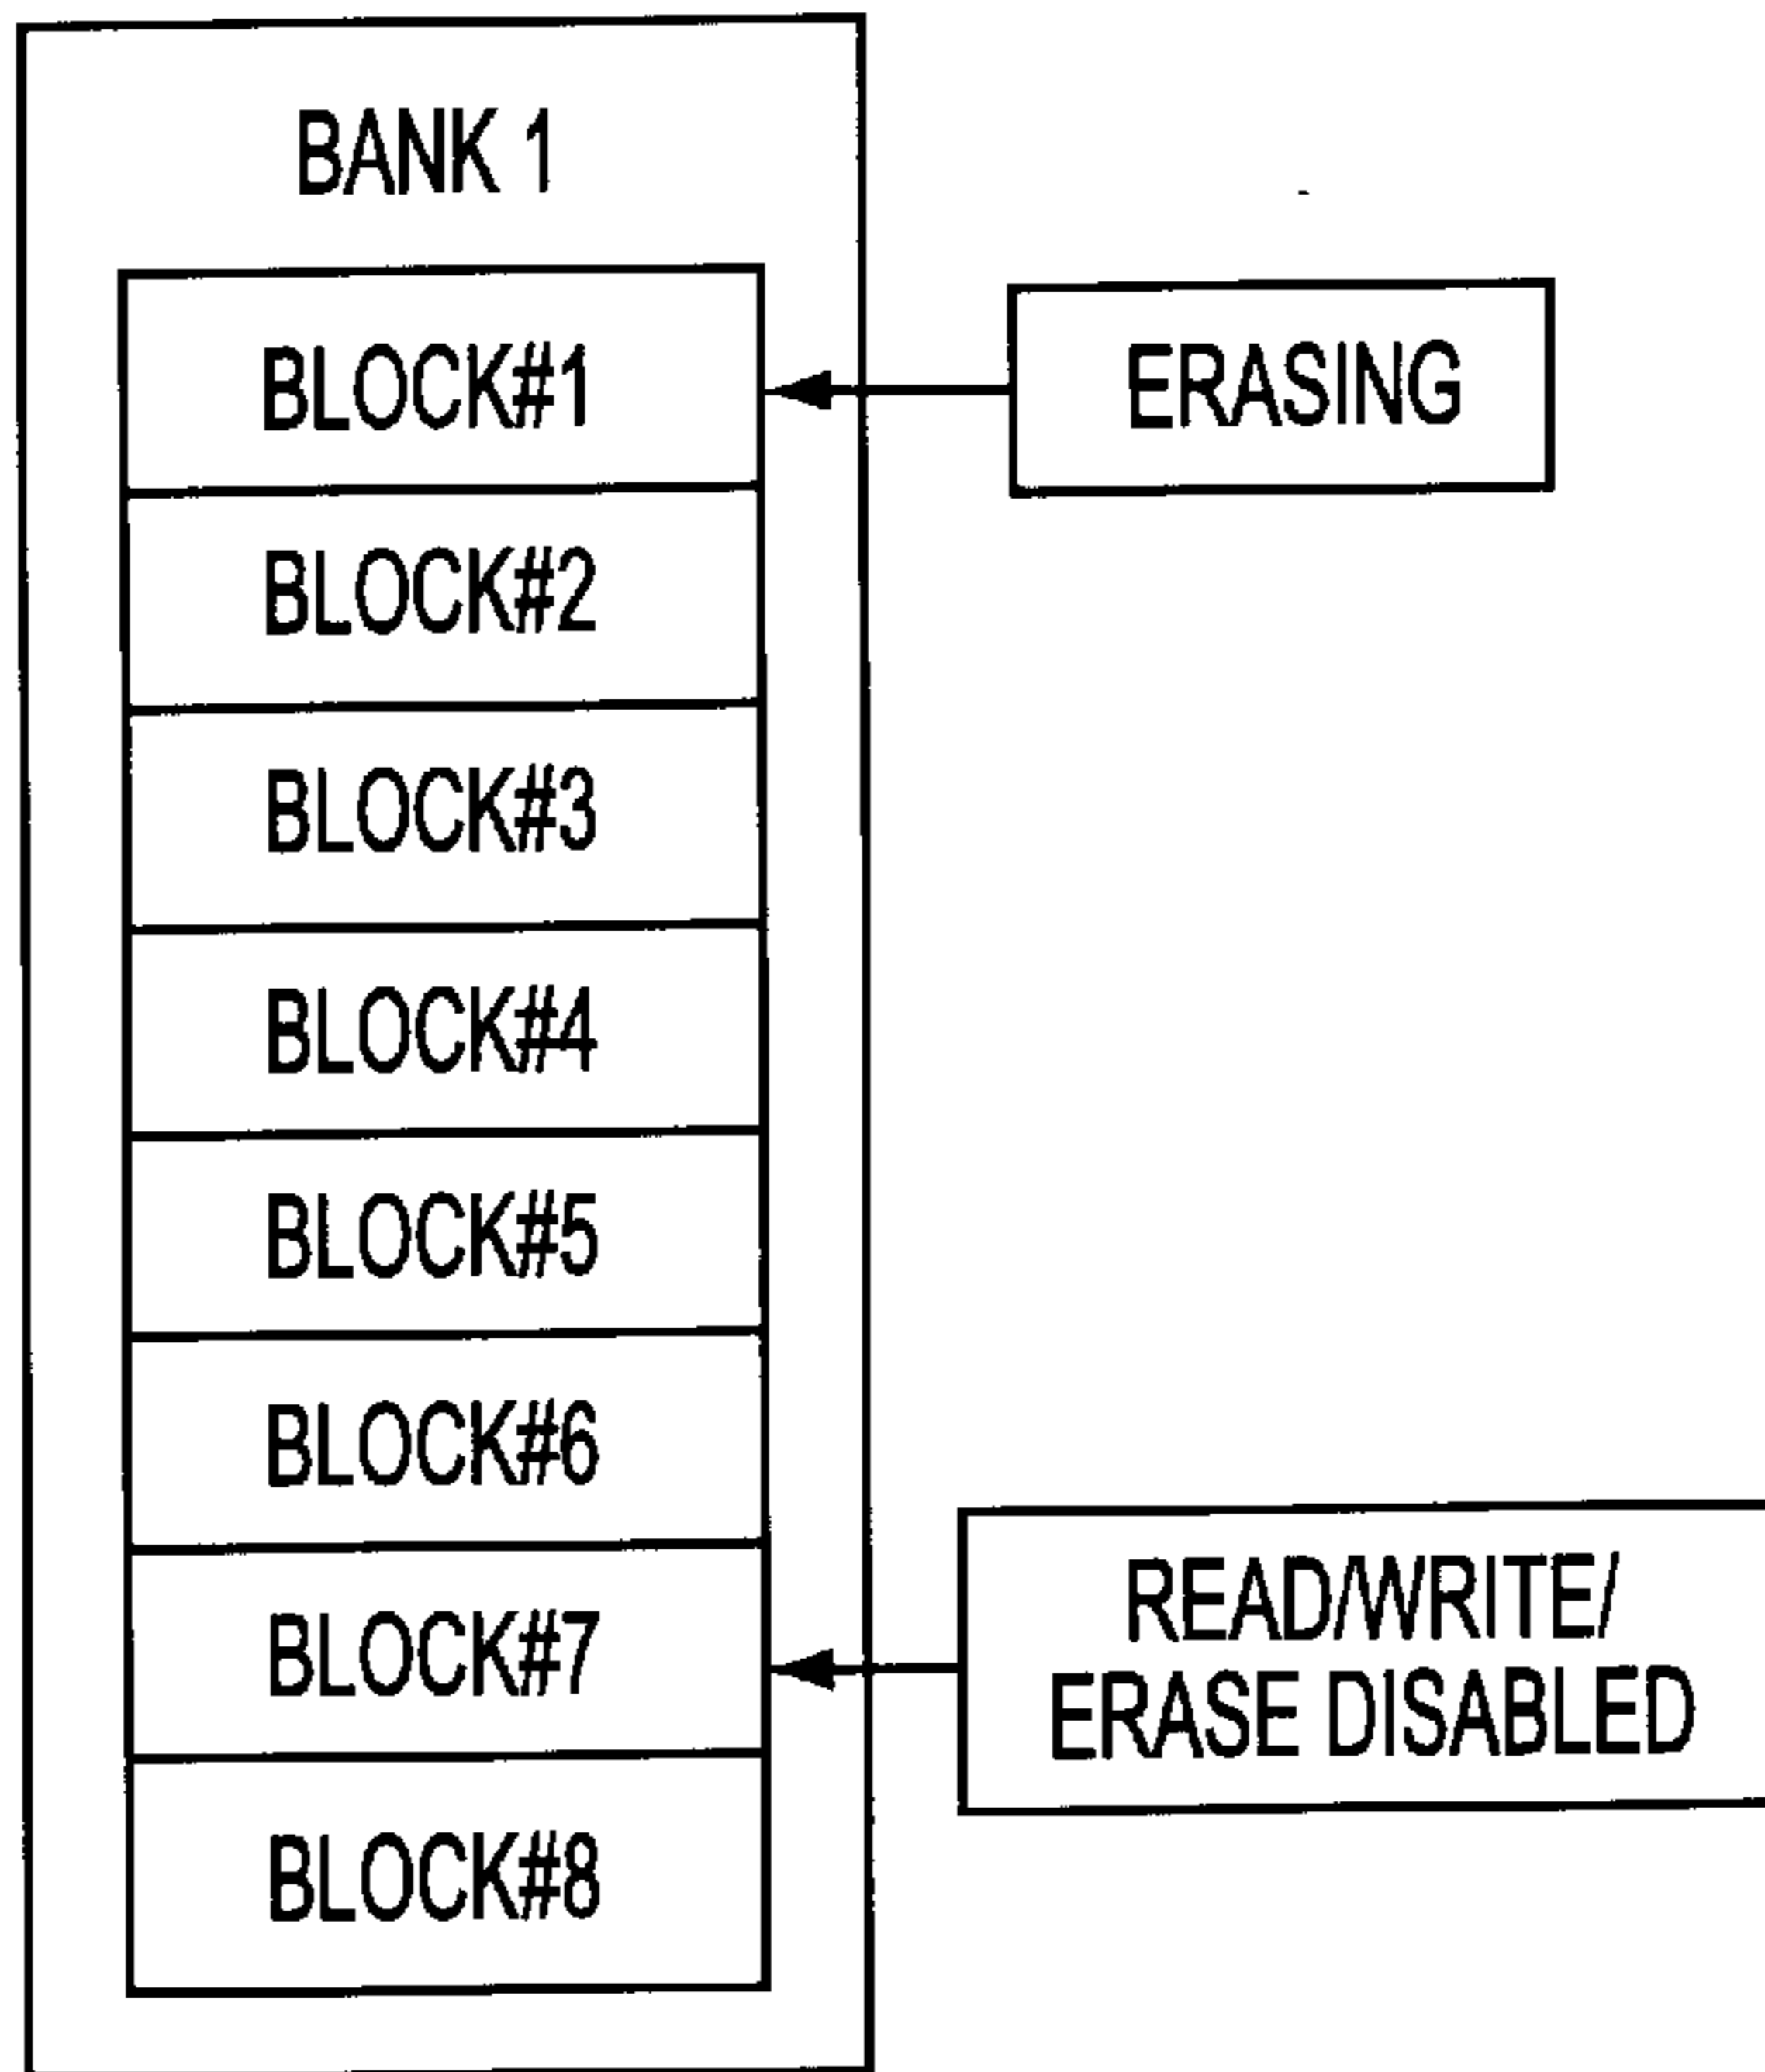 BANK 1
BLOCK#1
ERASING
BLOCK#2
BLOCK#3
BLOCK#4
BLOCK#5
BLOCK#6
BLOCK#7
READ/WRITE/
ERASE DISABLED
BLOCK#8